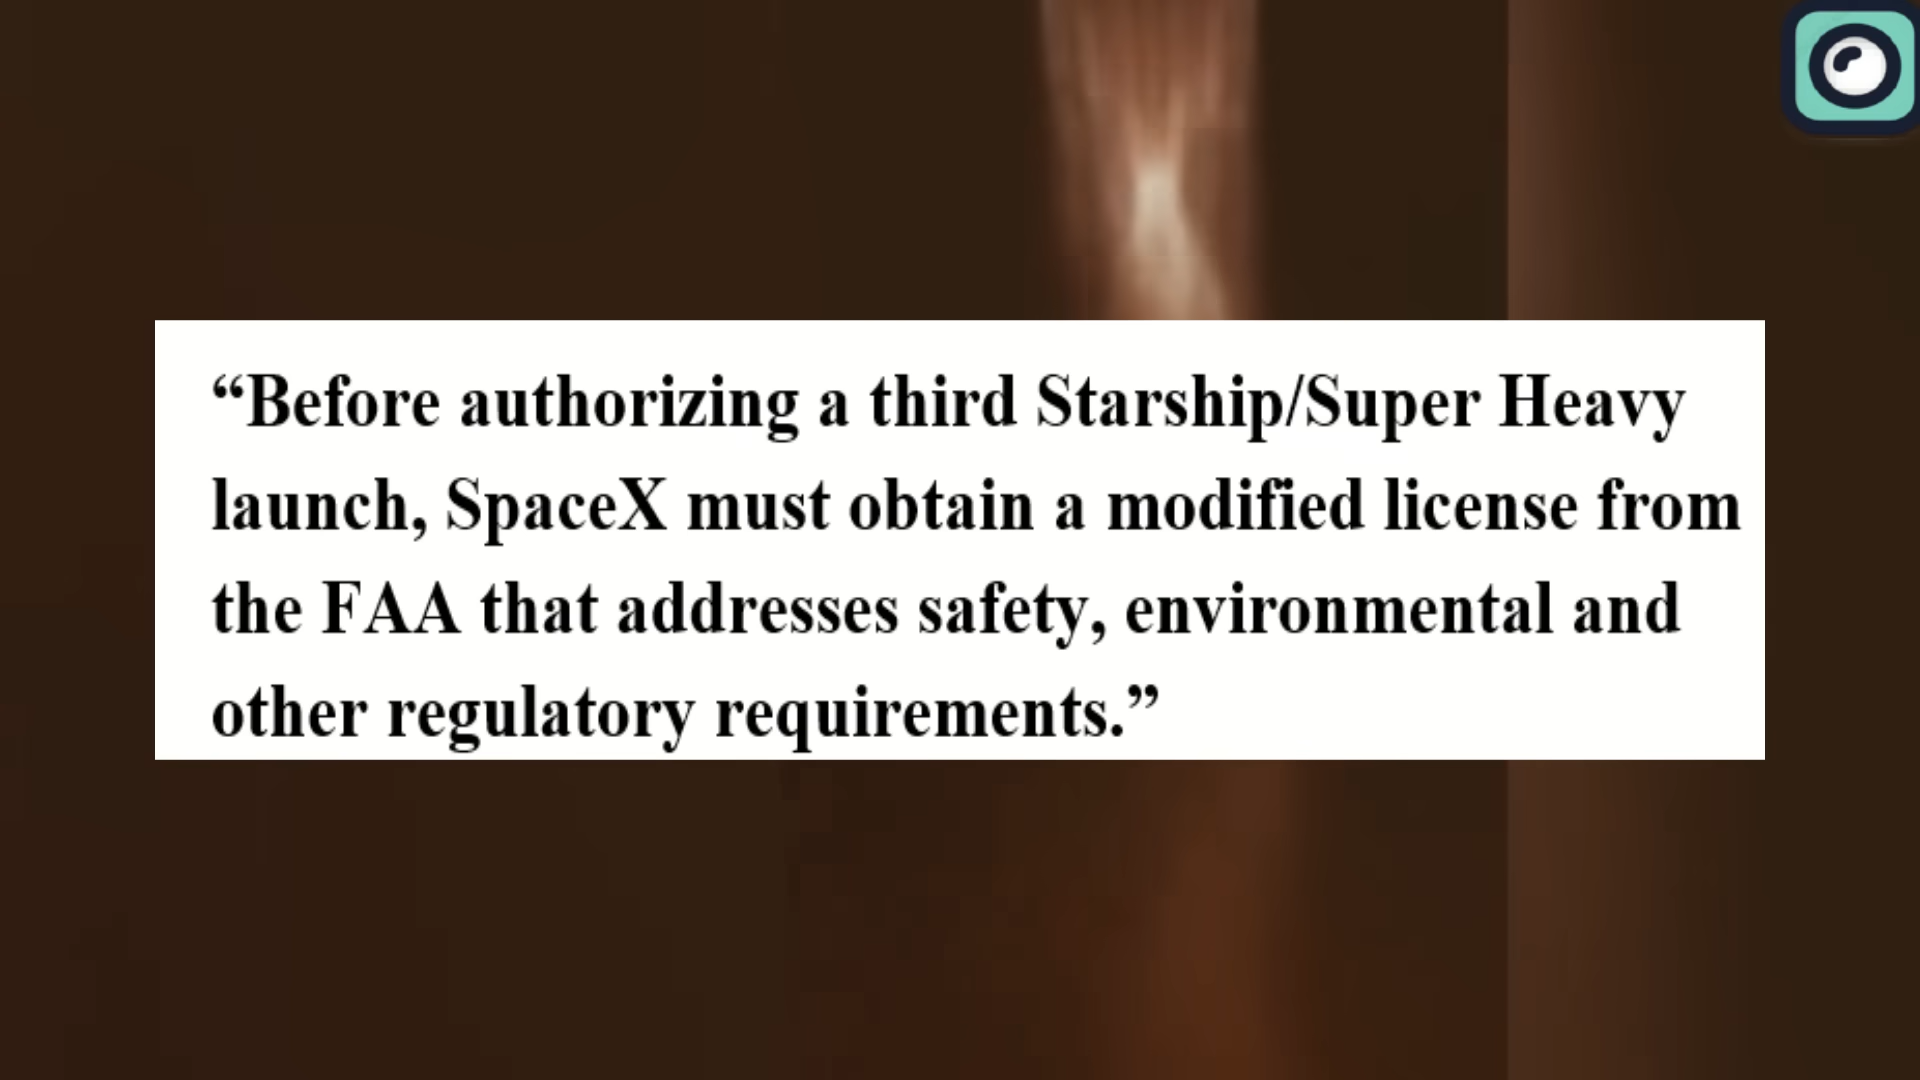 “Before authorizing a third Starship/Super Heavy
launch, SpaceX must obtain a modified license from
the FAA that addresses safety, environmental and
other regulatory requirements.”